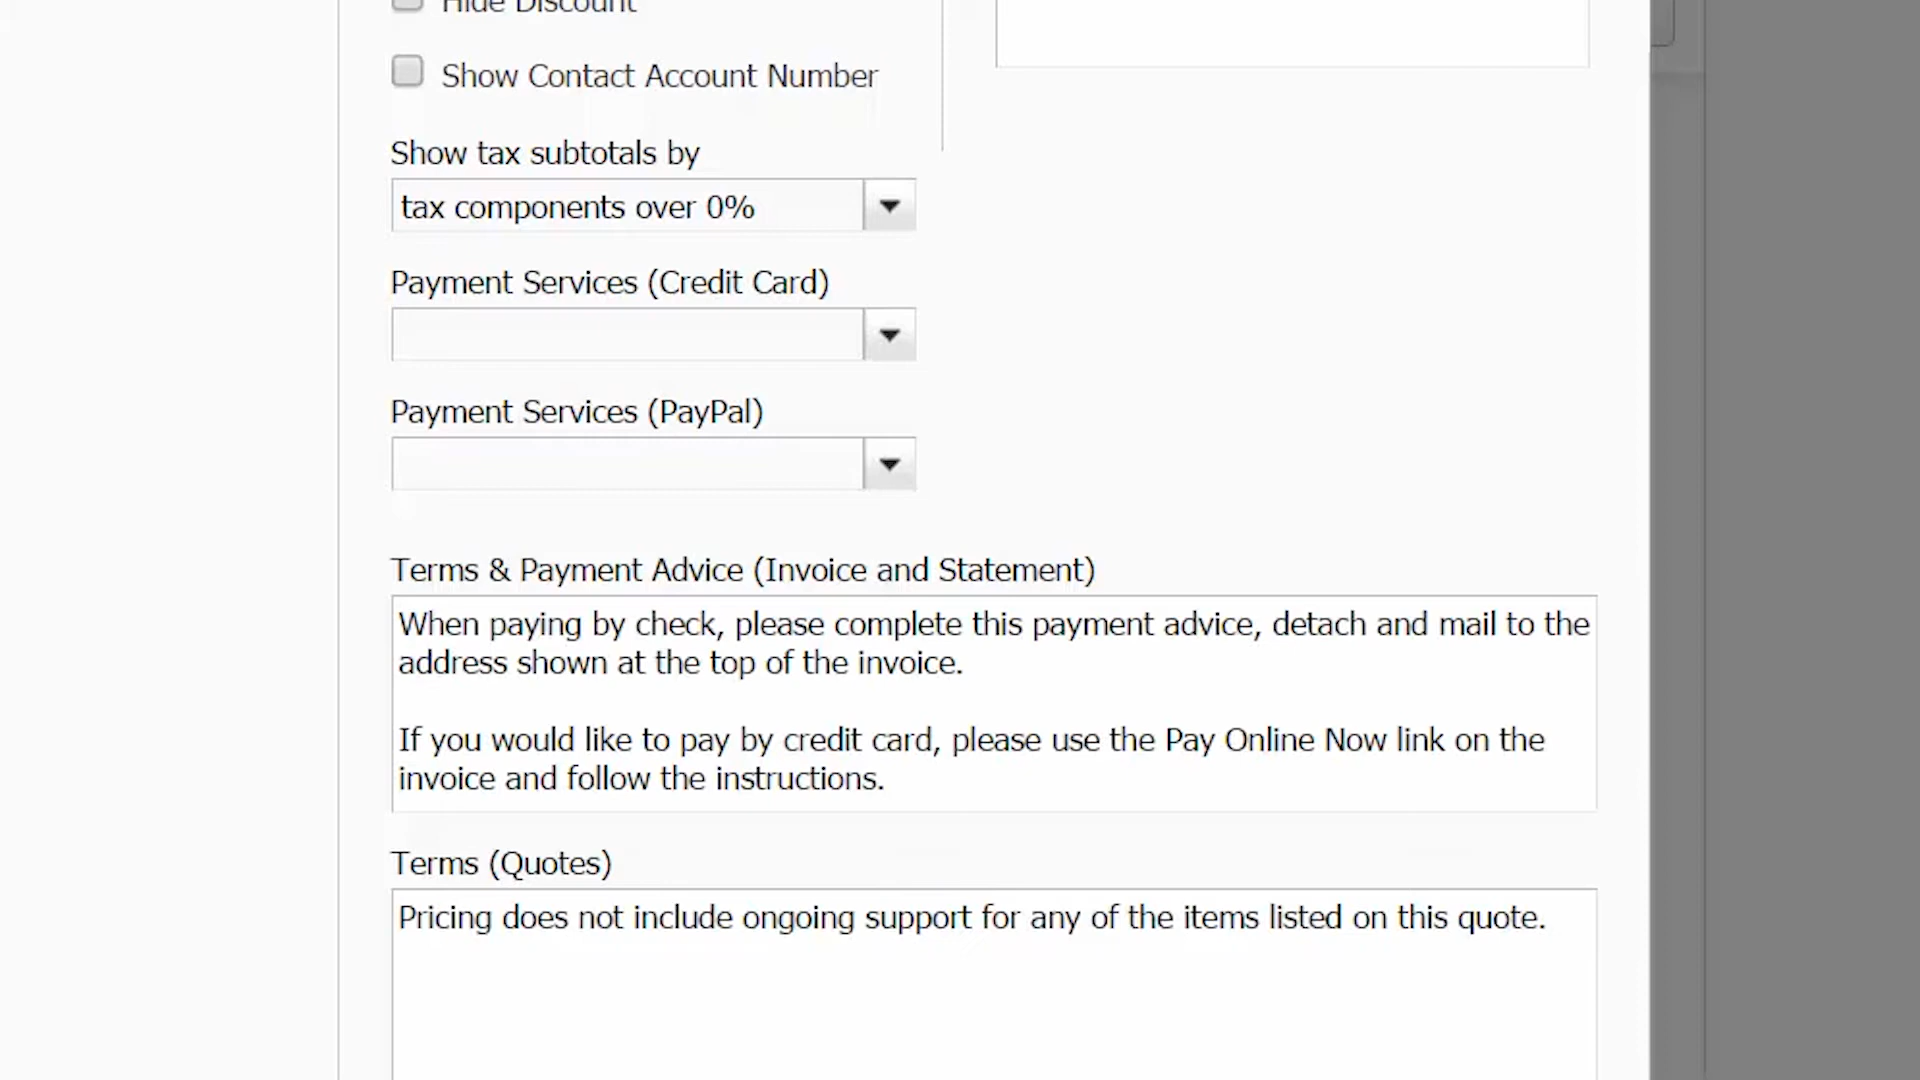 Hide Discount
Show Contact Account Number
Show tax subtotals by
tax components over 0%
Payment Services (Credit Card)
Payment Services (PayPal)
Terms & Payment Advice (Invoice and Statement)
When paying by check, please complete this payment advice, detach and mail to the
address shown at the top of the invoice.
If you would like to pay by credit card, please use the Pay Online Now link on the
invoice and follow the instructions.
Terms (Quotes)
Pricing does not include ongoing support for any of the items listed on this quote.